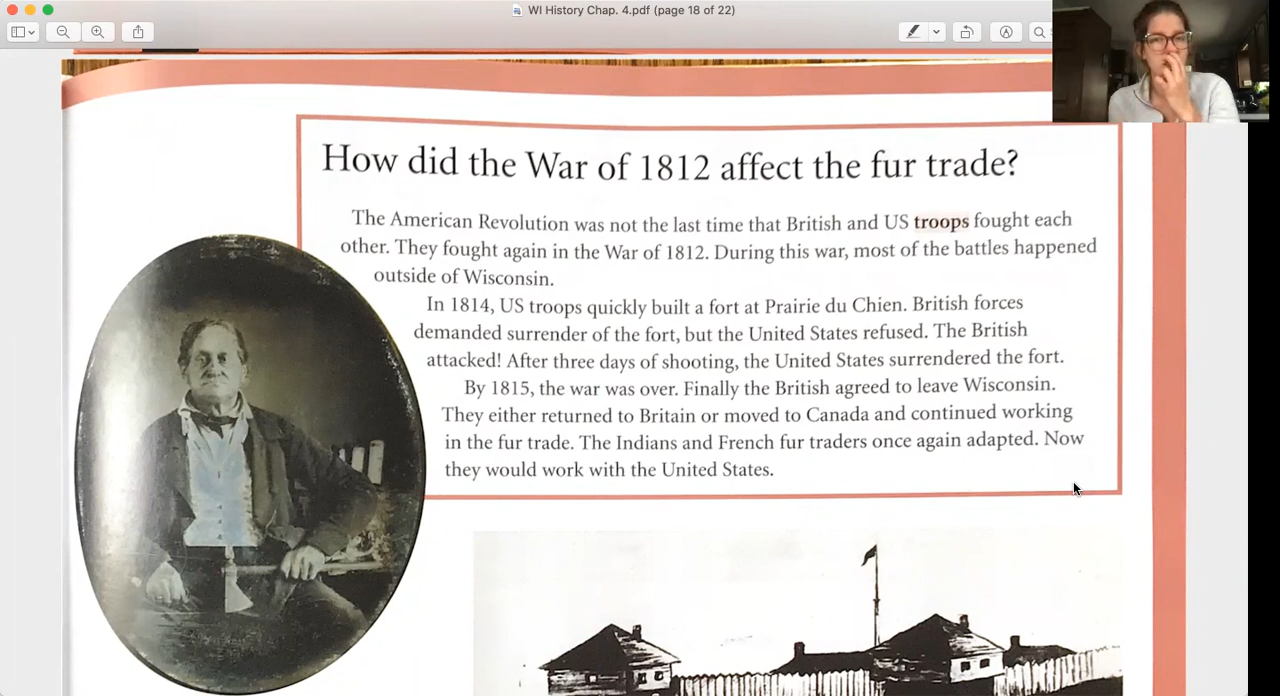 WI History Chap. 4.pdf (page 18 of 22)
How did the War of 1812 affect the fur trade?
The American Revolution was not the last time that British and US troops fought each
other. They fought again in the War of 1812. During this war, most of the battles happened
outside of Wisconsin.
In 1814, US troops quickly built a fort at Prairie du Chien. British forces
demanded surrender of the fort, but the United States refused. The British
attacked! After three days of shooting, the United States surrendered the fort.
By 1815, the war was over. Finally the British agreed to leave Wisconsin.
They either returned to Britain or moved to Canada and continued working
in the fur trade. The Indians and French fur traders once again adapted. Now
they would work with the United States.